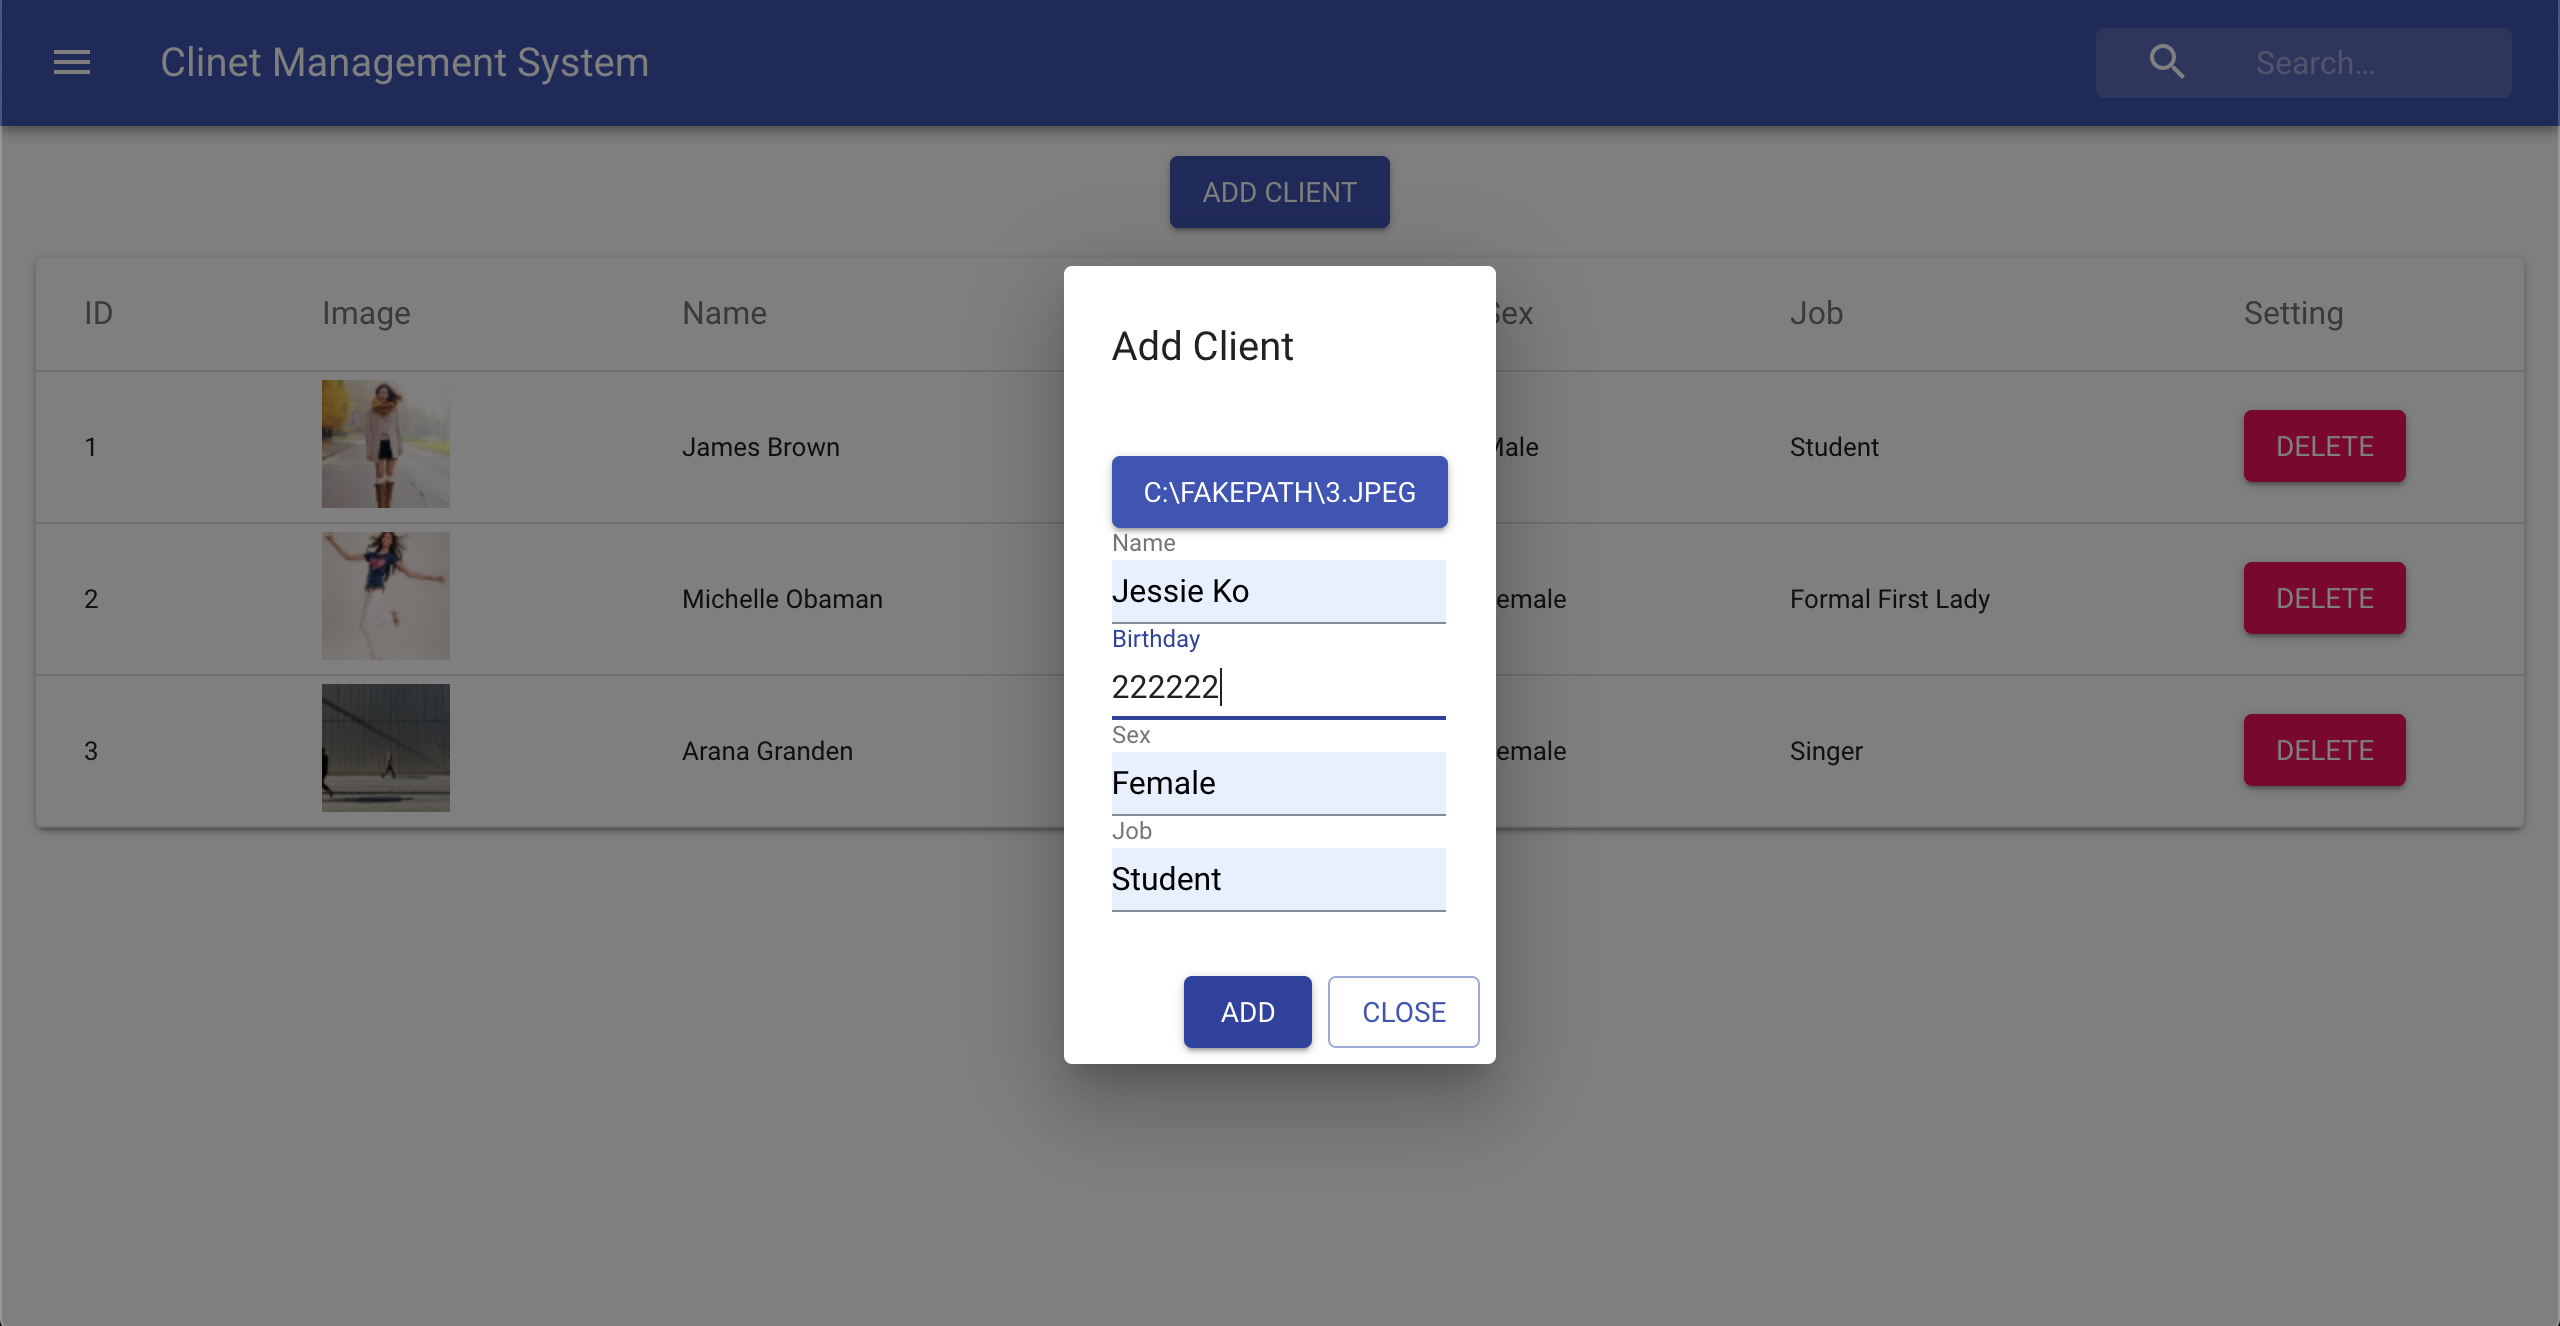 Clinet Management System
Search...
ADD CLIENT
ID Image Name Sex Job Setting
1 James Brown Male Student DELETE
2 Michelle Obaman emale Formal First Lady DELETE
3 Arana Granden emale Singer DELETE
Add Client
C:\FAKEPATH\3.JPEG
Name
Jessie Ko
Birthday
222222
Sex
Female
Job
Student
ADD CLOSE